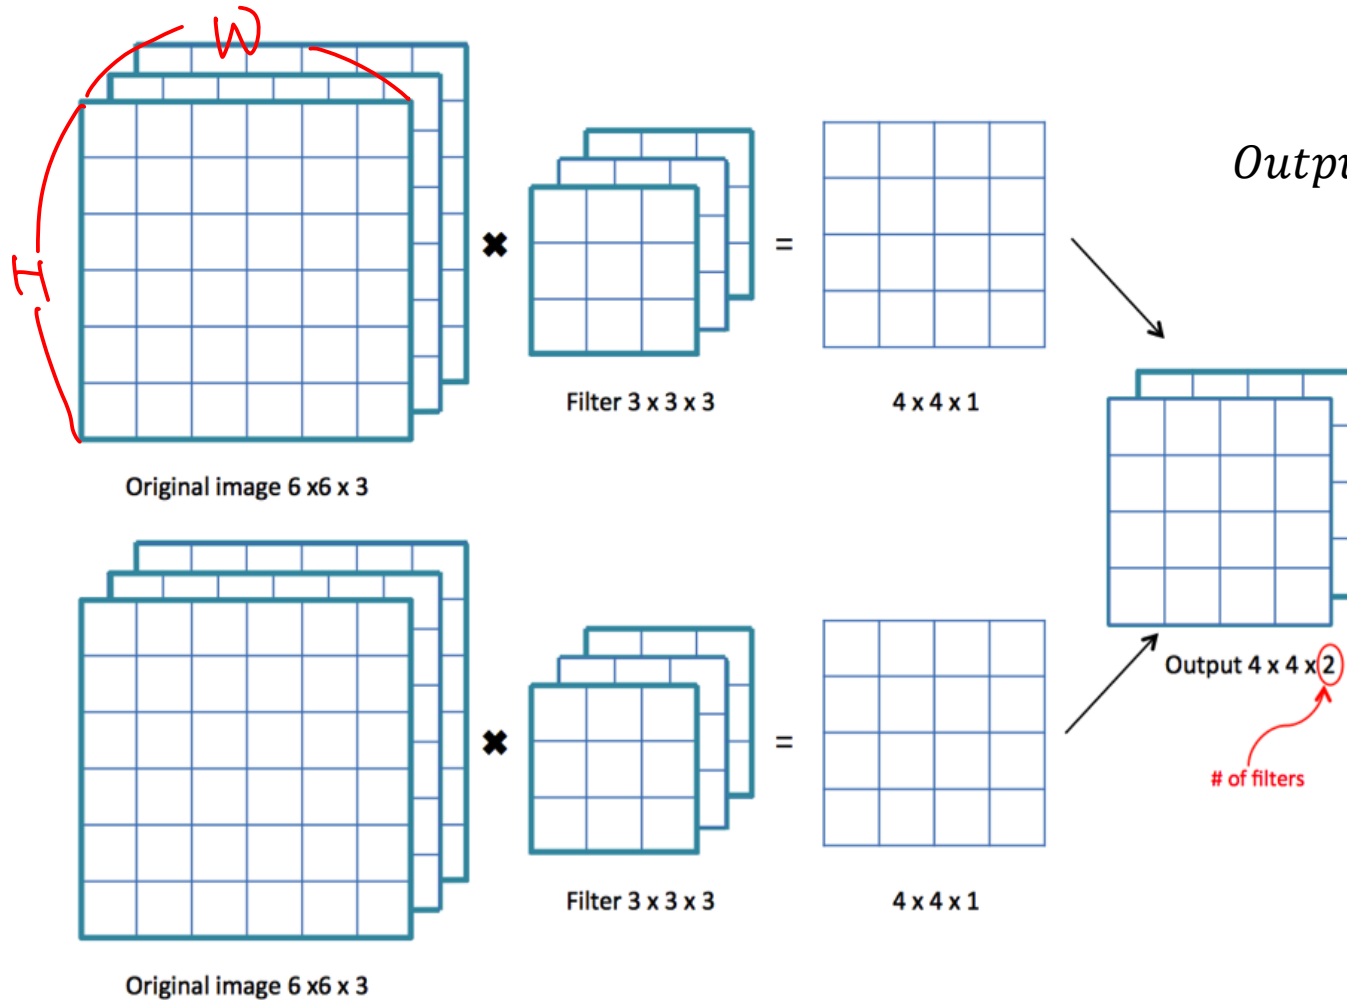 W
H
Outpu
✖
=
Filter 3 x 3 x 3
4 x 4 x 1
Original image 6 x6 x 3
Output 4 x 4 x 2
# of filters
✖
=
Filter 3 x 3 x 3
4 x 4 x 1
Original image 6 x6 x 3